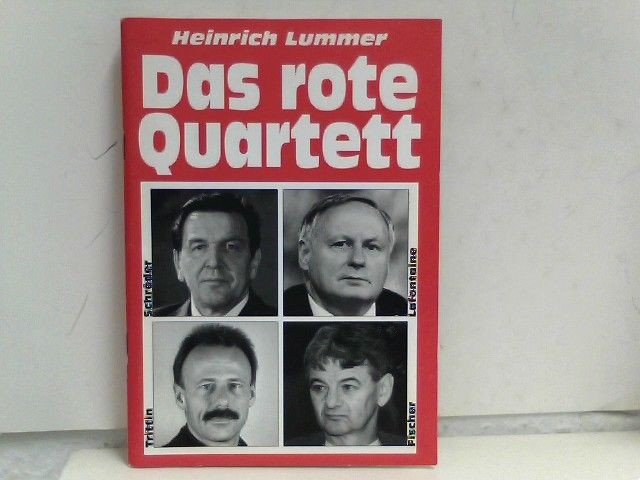 Heinrich Lummer
Das rote
Quartett
Schröder
Lafontaine
Trittin
Fischer